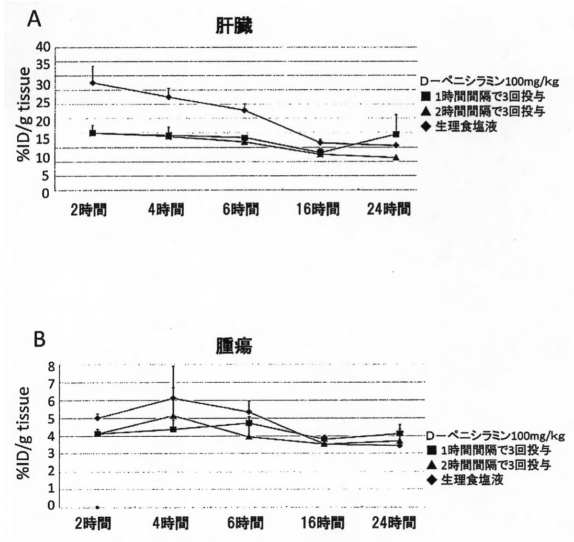 A
肝臓
%ID/g tissue
40
35
30
25
20
15
10
5
0
2時間 4時間 6時間 16時間 24時間
Dーペニシラミン100mg/kg
1時間間隔で3回投与
2時間間隔で3回投与
生理食塩液
B
腫瘍
%ID/g tissue
8
7
6
5
4
3
2
1
0
2時間 4時間 6時間 16時間 24時間
Dーペニシラミン100mg/kg
1時間間隔で3回投与
2時間間隔で3回投与
生理食塩液